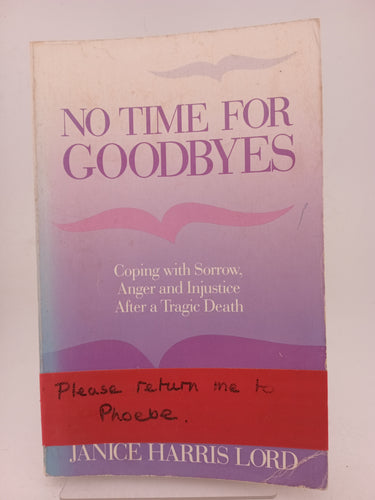 NO TIME FOR
GOODBYES
Coping with Sorrow,
Anger and Injustice
After a Tragic Death
Please return me to
Phoebe.
JANICE HARRIS LORD